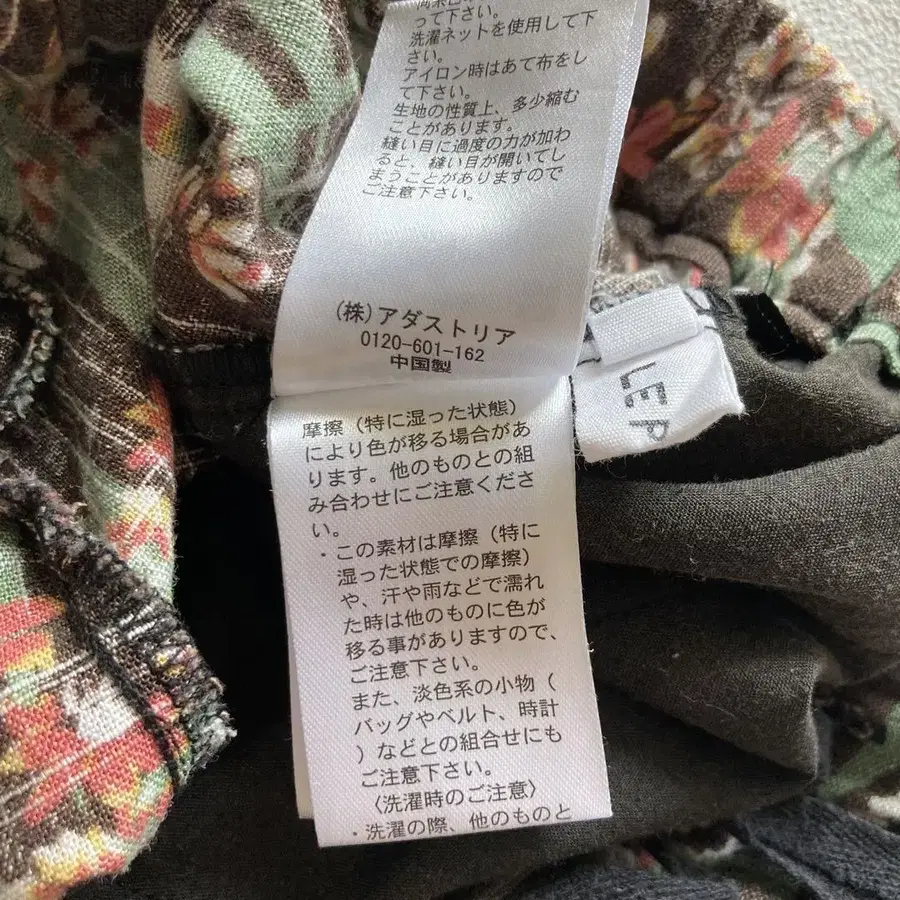 って下さい。
洗濯ネットを使用して下
さい。
アイロン時はあて布をし
て下さい。
生地の性質上、多少縮む
ことがあります。
縫い目に過度の力が加わ
ると、縫い目が開いてし
まうことがありますので
ご注意下さい。
(株)アダストリア
0120-601-162
中国製
摩擦（特に湿った状態）
により色が移る場合があ
ります。他のものとの組
み合わせにご注意くださ
い。
・この素材は摩擦（特に
湿った状態での摩擦）
や、汗や雨などで濡れ
た時は他のものに色が
移る事がありますので、
ご注意下さい。
また、淡色系の小物（
バッグやベルト、時計
）などとの組合せにも
ご注意下さい。
〈洗濯時のご注意〉
・洗濯の際、他のものと
LEP